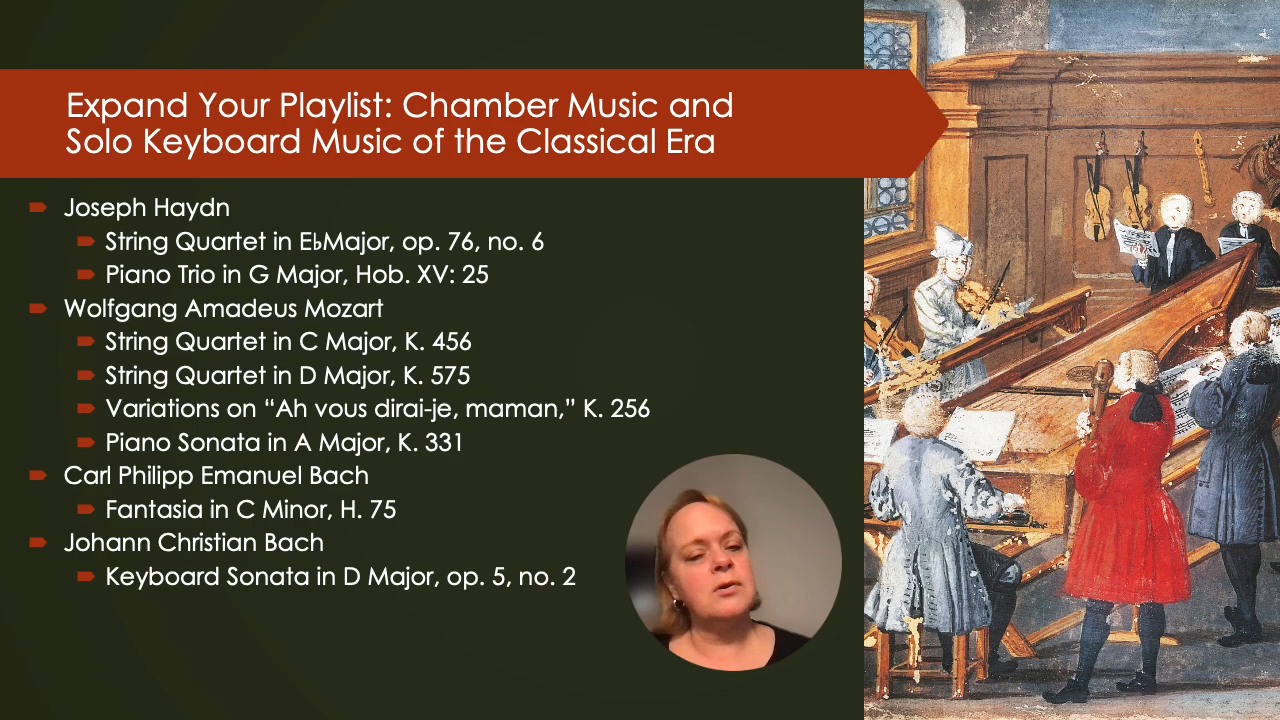 Expand Your Playlist: Chamber Music and
Solo Keyboard Music of the Classical Era
Joseph Haydn
String Quartet in E♭Major, op. 76, no. 6
Piano Trio in G Major, Hob. XV: 25
Wolfgang Amadeus Mozart
String Quartet in C Major, K. 456
String Quartet in D Major, K. 575
Variations on “Ah vous dirai-je, maman,” K. 256
Piano Sonata in A Major, K. 331
Carl Philipp Emanuel Bach
Fantasia in C Minor, H. 75
Johann Christian Bach
Keyboard Sonata in D Major, op. 5, no. 2